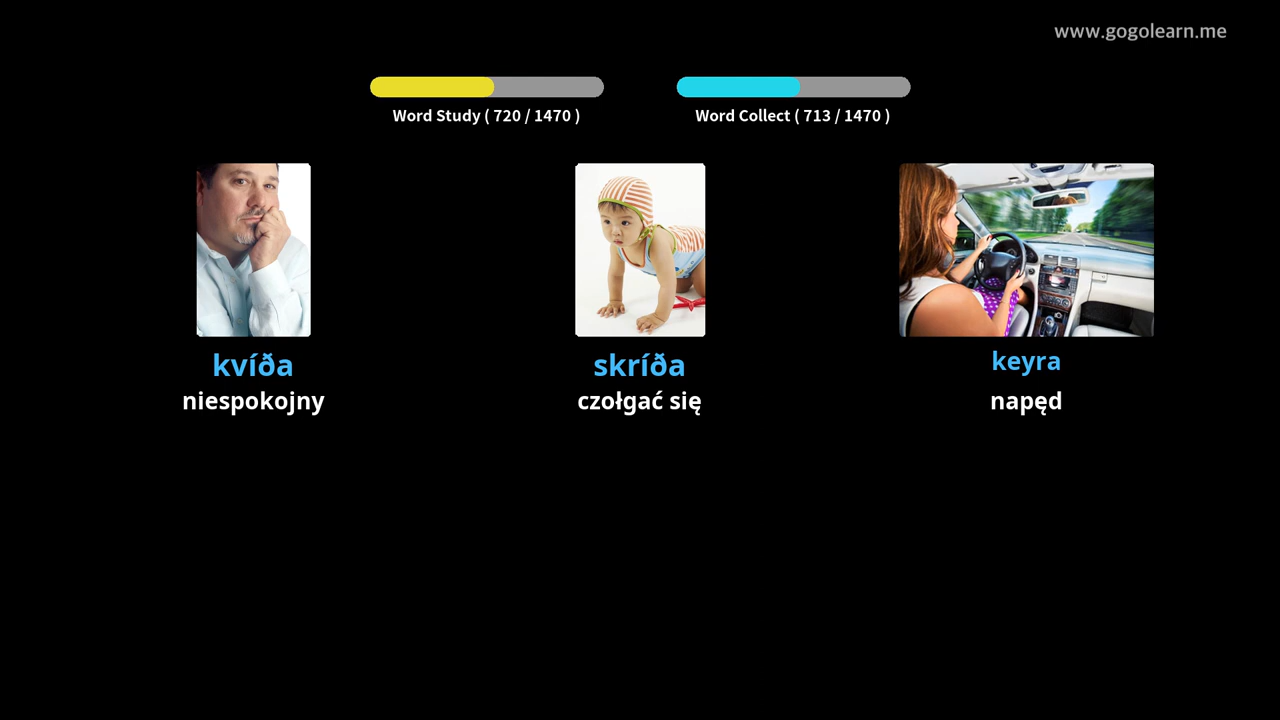 www.gogolearn.me
Word Study ( 720 / 1470 )
Word Collect ( 713 / 1470 )
kvíða
skríða
keyra
niespokojny
czołgać się
napęd